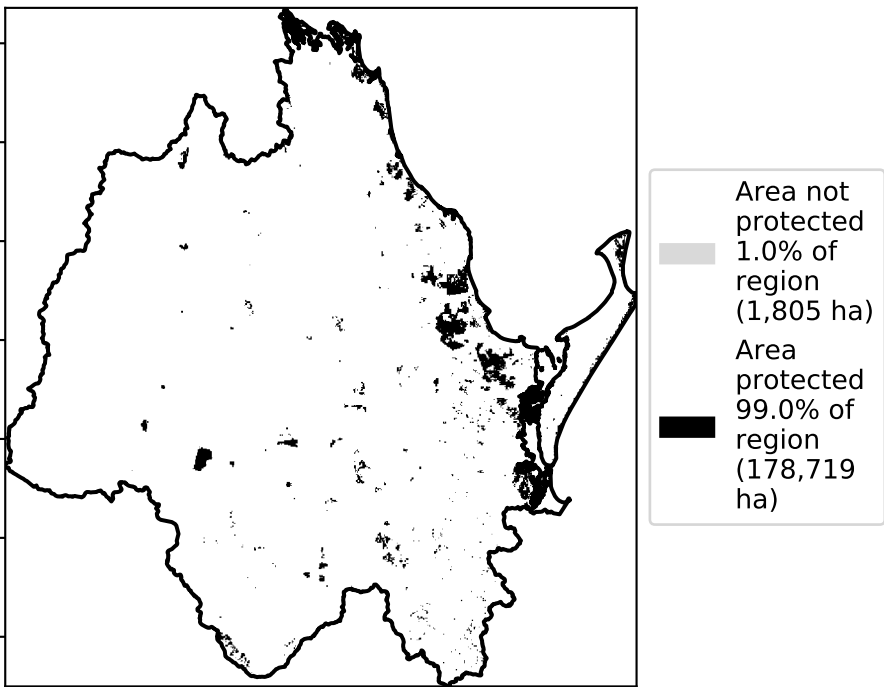 Area not
protected
1.0% of
region
(1,805 ha)
Area
protected
99.0% of
region
(178,719
ha)